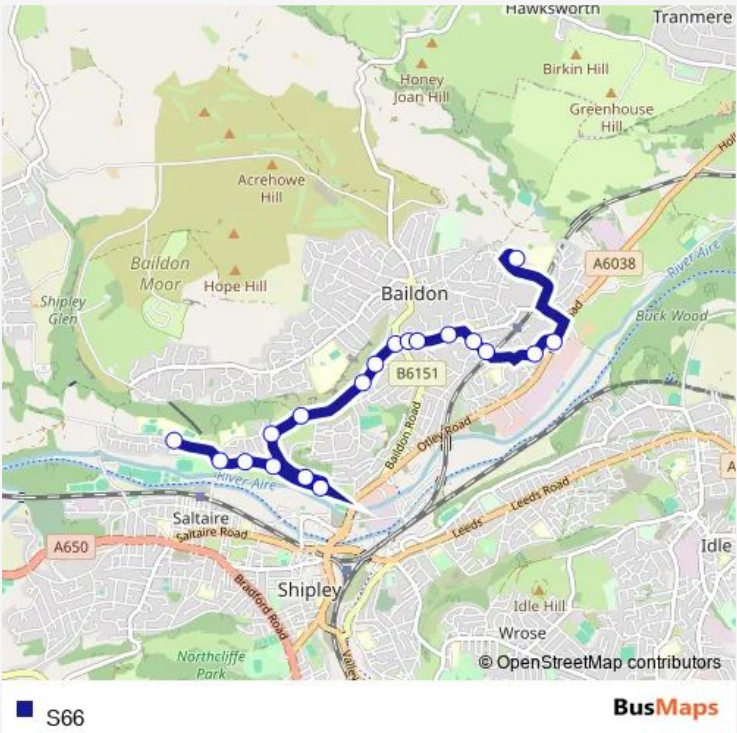 Hawksworth
Tranmere
Honey
Joan Hill
Birkin Hill
Greenhouse
Hill
Acrehowe
Hill
A6038
River Aire
Baildon
Moor
Hope Hill
Baildon
Shipley
Glen
Buck Wood
B6151
Baildon Road
Otley Road
River Aire
Saltaire
Saltaire Road
Leeds
Leeds Road
A650
Idle
Bradford Road
Shipley
Idle Hill
Wrose
Northcliffe
Park
Valley
© OpenStreetMap contributors
S66
BusMaps